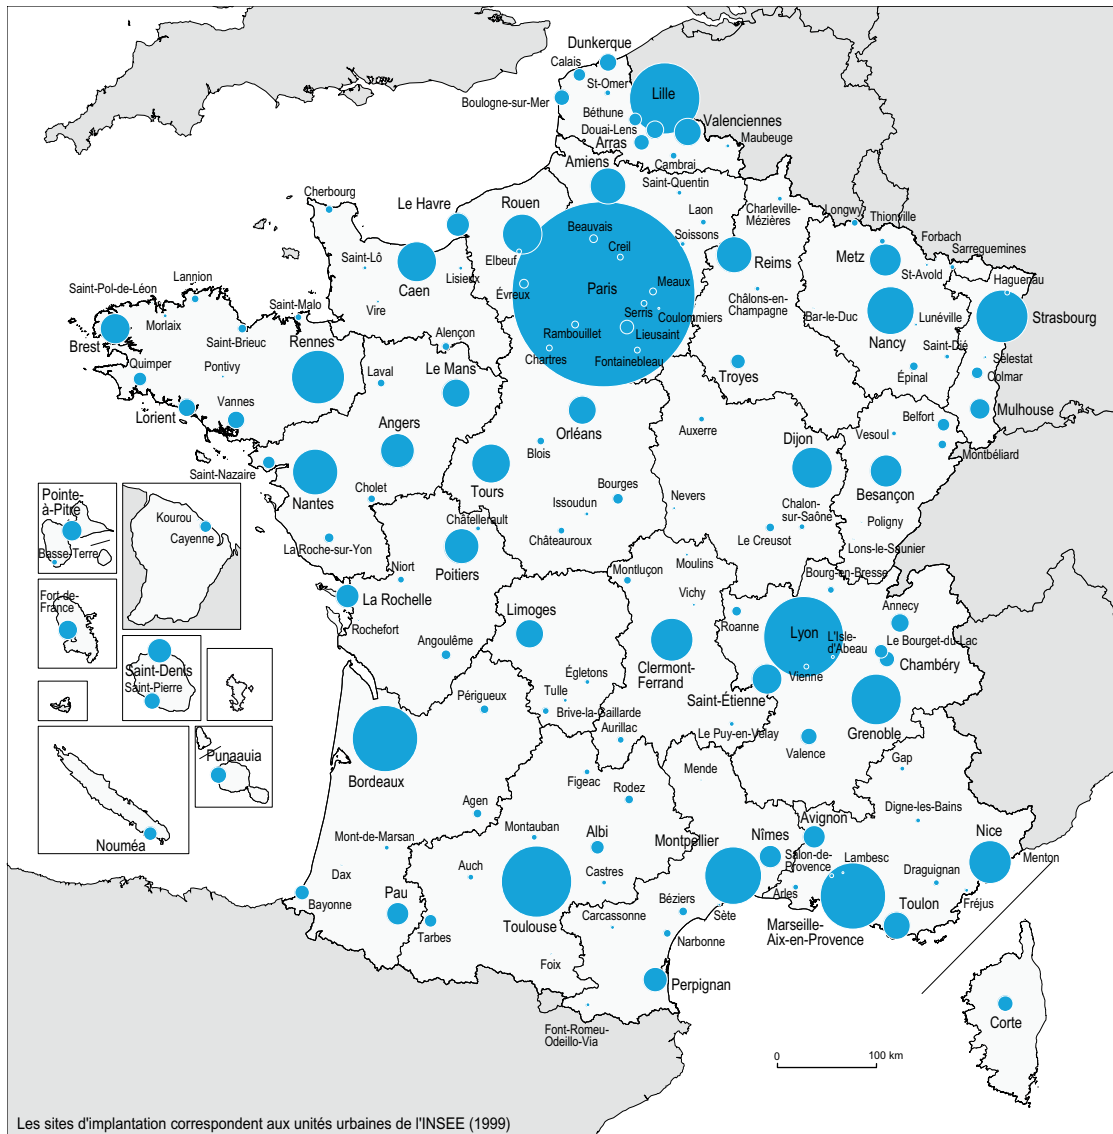 Dunkerque
Calais
St-Omer
Boulogne-sur-Mer
Lille
Béthune
Valenciennes
Douai-Lens
Arras
Maubeuge
Cambrai
Amiens
Saint-Quentin
Cherbourg
Le Havre
Rouen
Laon
Charleville-
Mézières
Longwy
Thionville
Beauvais
Soissons
Forbach
Creil
Sarreguemines
Saint-Lô
Elbeuf
Lisieux
Caen
Reims
Metz
St-Avold
Haguenau
Lannion
Saint-Pol-de-Léon
Évreux
Paris
Meaux
Châlons-en-
Champagne
Saint-Malo
Vire
Serris
Coulommiers
Bar-le-Duc
Lunéville
Strasbourg
Morlaix
Brest
Saint-Brieuc
Rennes
Alençon
Rambouillet
Lieusaint
Nancy
Saint-Dié
Sélestat
Chartres
Fontainebleau
Quimper
Pontivy
Laval
Le Mans
Troyes
Épinal
Colmar
Lorient
Vannes
Mulhouse
Angers
Orléans
Auxerre
Belfort
Vesoul
Dijon
Blois
Montbéliard
Saint-Nazaire
Nantes
Tours
Besançon
Cholet
Bourges
Issoudun
Nevers
Chalon-
sur-Saône
Pointe-
à-Pitre
Kourou
Cayenne
Basse-Terre
Châtellerault
Châteauroux
Le Creusot
Poligny
La Roche-sur-Yon
Lons-le-Saunier
Poitiers
Moulins
Niort
Montluçon
Bourg-en-Bresse
Fort-de-
France
La Rochelle
Vichy
Limoges
Roanne
Annecy
Rochefort
Lyon
L'Isle-
d'Abeau
Le Bourget-du-Lac
Angoulême
Clermont-
Ferrand
Chambéry
Saint-Denis
Vienne
Saint-Pierre
Égletons
Tulle
Saint-Étienne
Périgueux
Brive-la-Gaillarde
Aurillac
Le Puy-en-Velay
Grenoble
Valence
Punaauia
Bordeaux
Figeac
Mende
Gap
Rodez
Agen
Digne-les-Bains
Nouméa
Mont-de-Marsan
Montauban
Albi
Montpellier
Nîmes
Avignon
Nice
Salon-de-
Provence
Lambesc
Menton
Dax
Auch
Castres
Draguignan
Arles
Bayonne
Pau
Béziers
Fréjus
Toulon
Tarbes
Toulouse
Carcassonne
Sète
Marseille-
Aix-en-Provence
Narbonne
Foix
Perpignan
Font-Romeu-
Odeillo-Via
Corte
0
100 km
Les sites d'implantation correspondent aux unités urbaines de l'INSEE (1999)